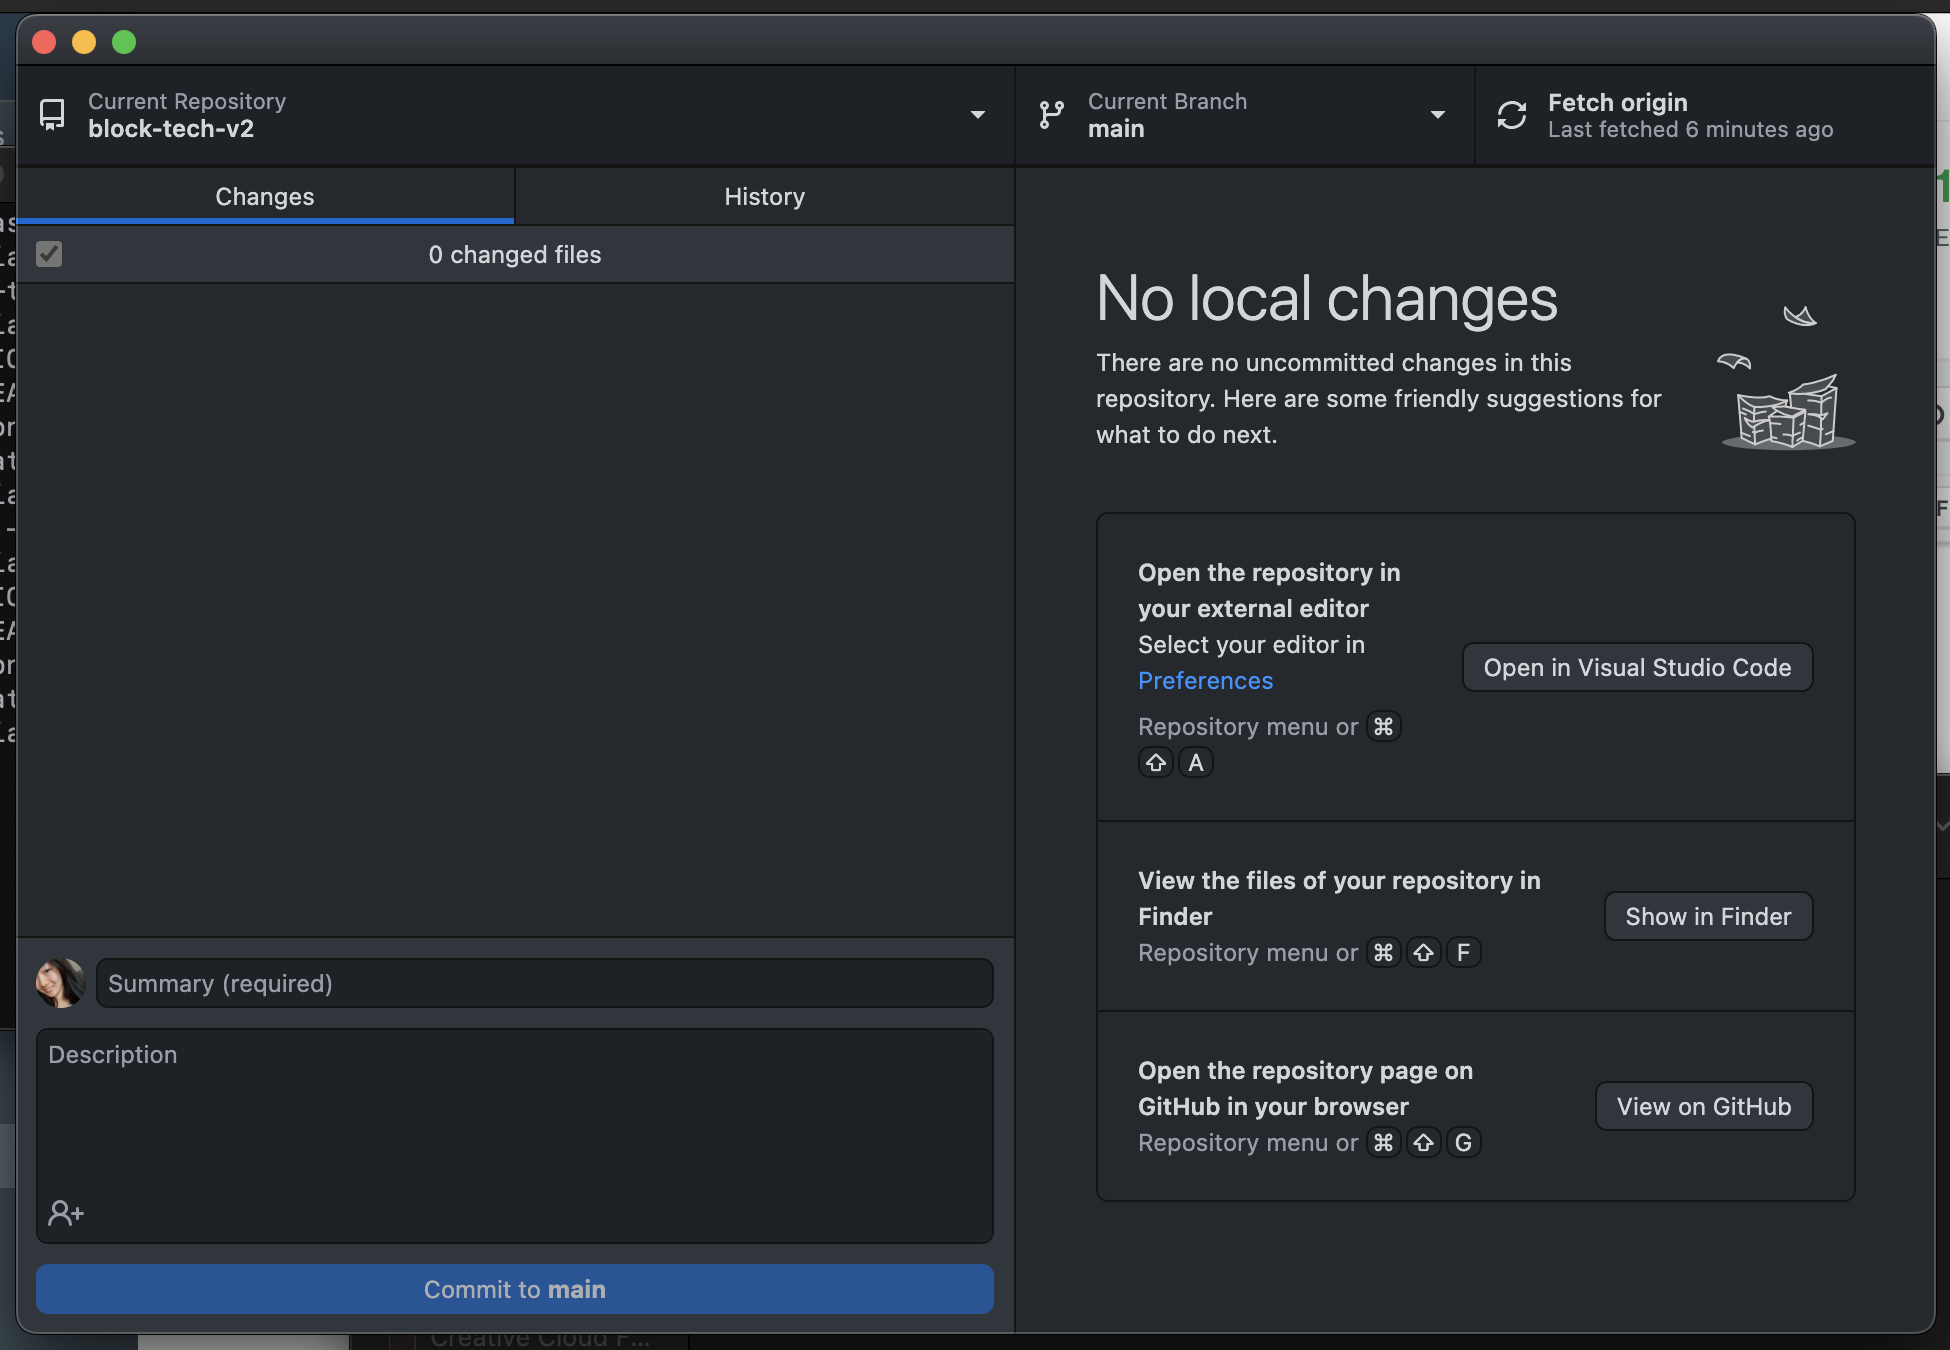 Current Repository
block-tech-v2
Current Branch
main
Fetch origin
Last fetched 6 minutes ago
Changes
History
0 changed files
No local changes
There are no uncommitted changes in this
repository. Here are some friendly suggestions for
what to do next.
Open the repository in
your external editor
Select your editor in
Preferences
Repository menu or ⌘
⇧ A
Open in Visual Studio Code
View the files of your repository in
Finder
Repository menu or ⌘ ⇧ F
Show in Finder
Open the repository page on
GitHub in your browser
Repository menu or ⌘ ⇧ G
View on GitHub
Summary (required)
Description
Commit to main
Creative Cloud F...